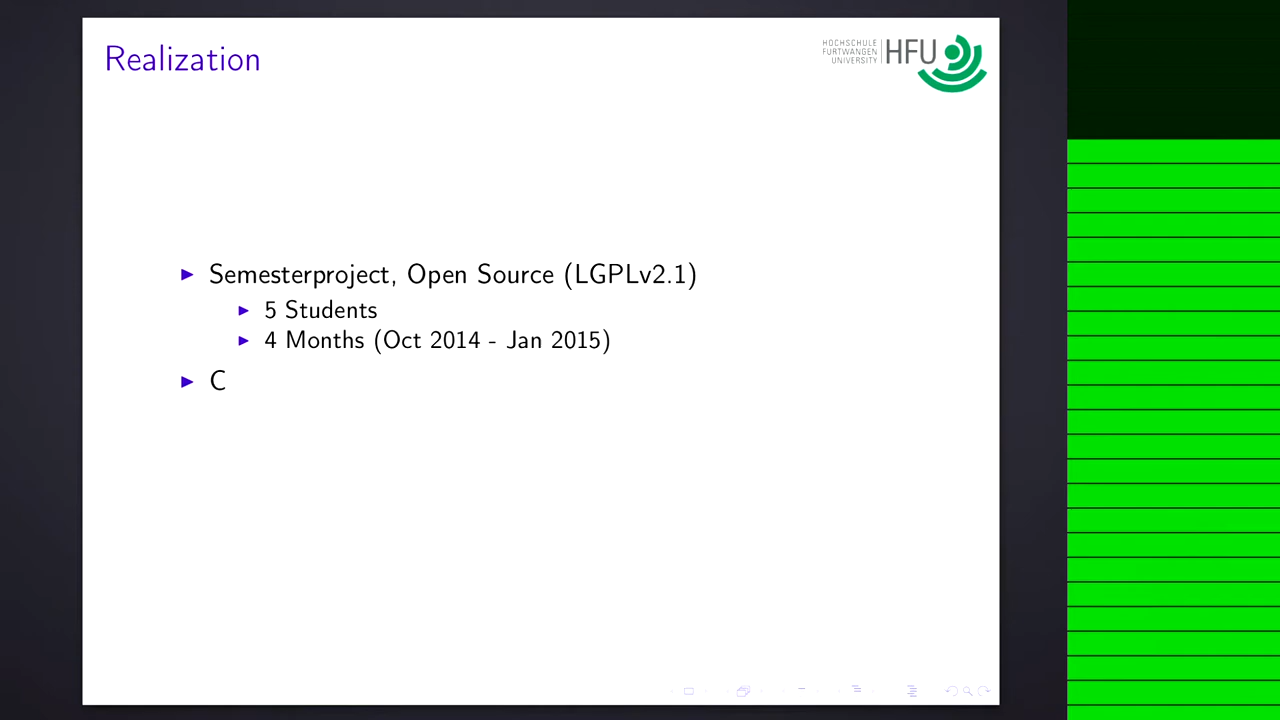 Realization
HOCHSCHULE
FURTWANGEN
UNIVERSITY
HFU
Semesterproject, Open Source (LGPLv2.1)
5 Students
4 Months (Oct 2014 - Jan 2015)
C